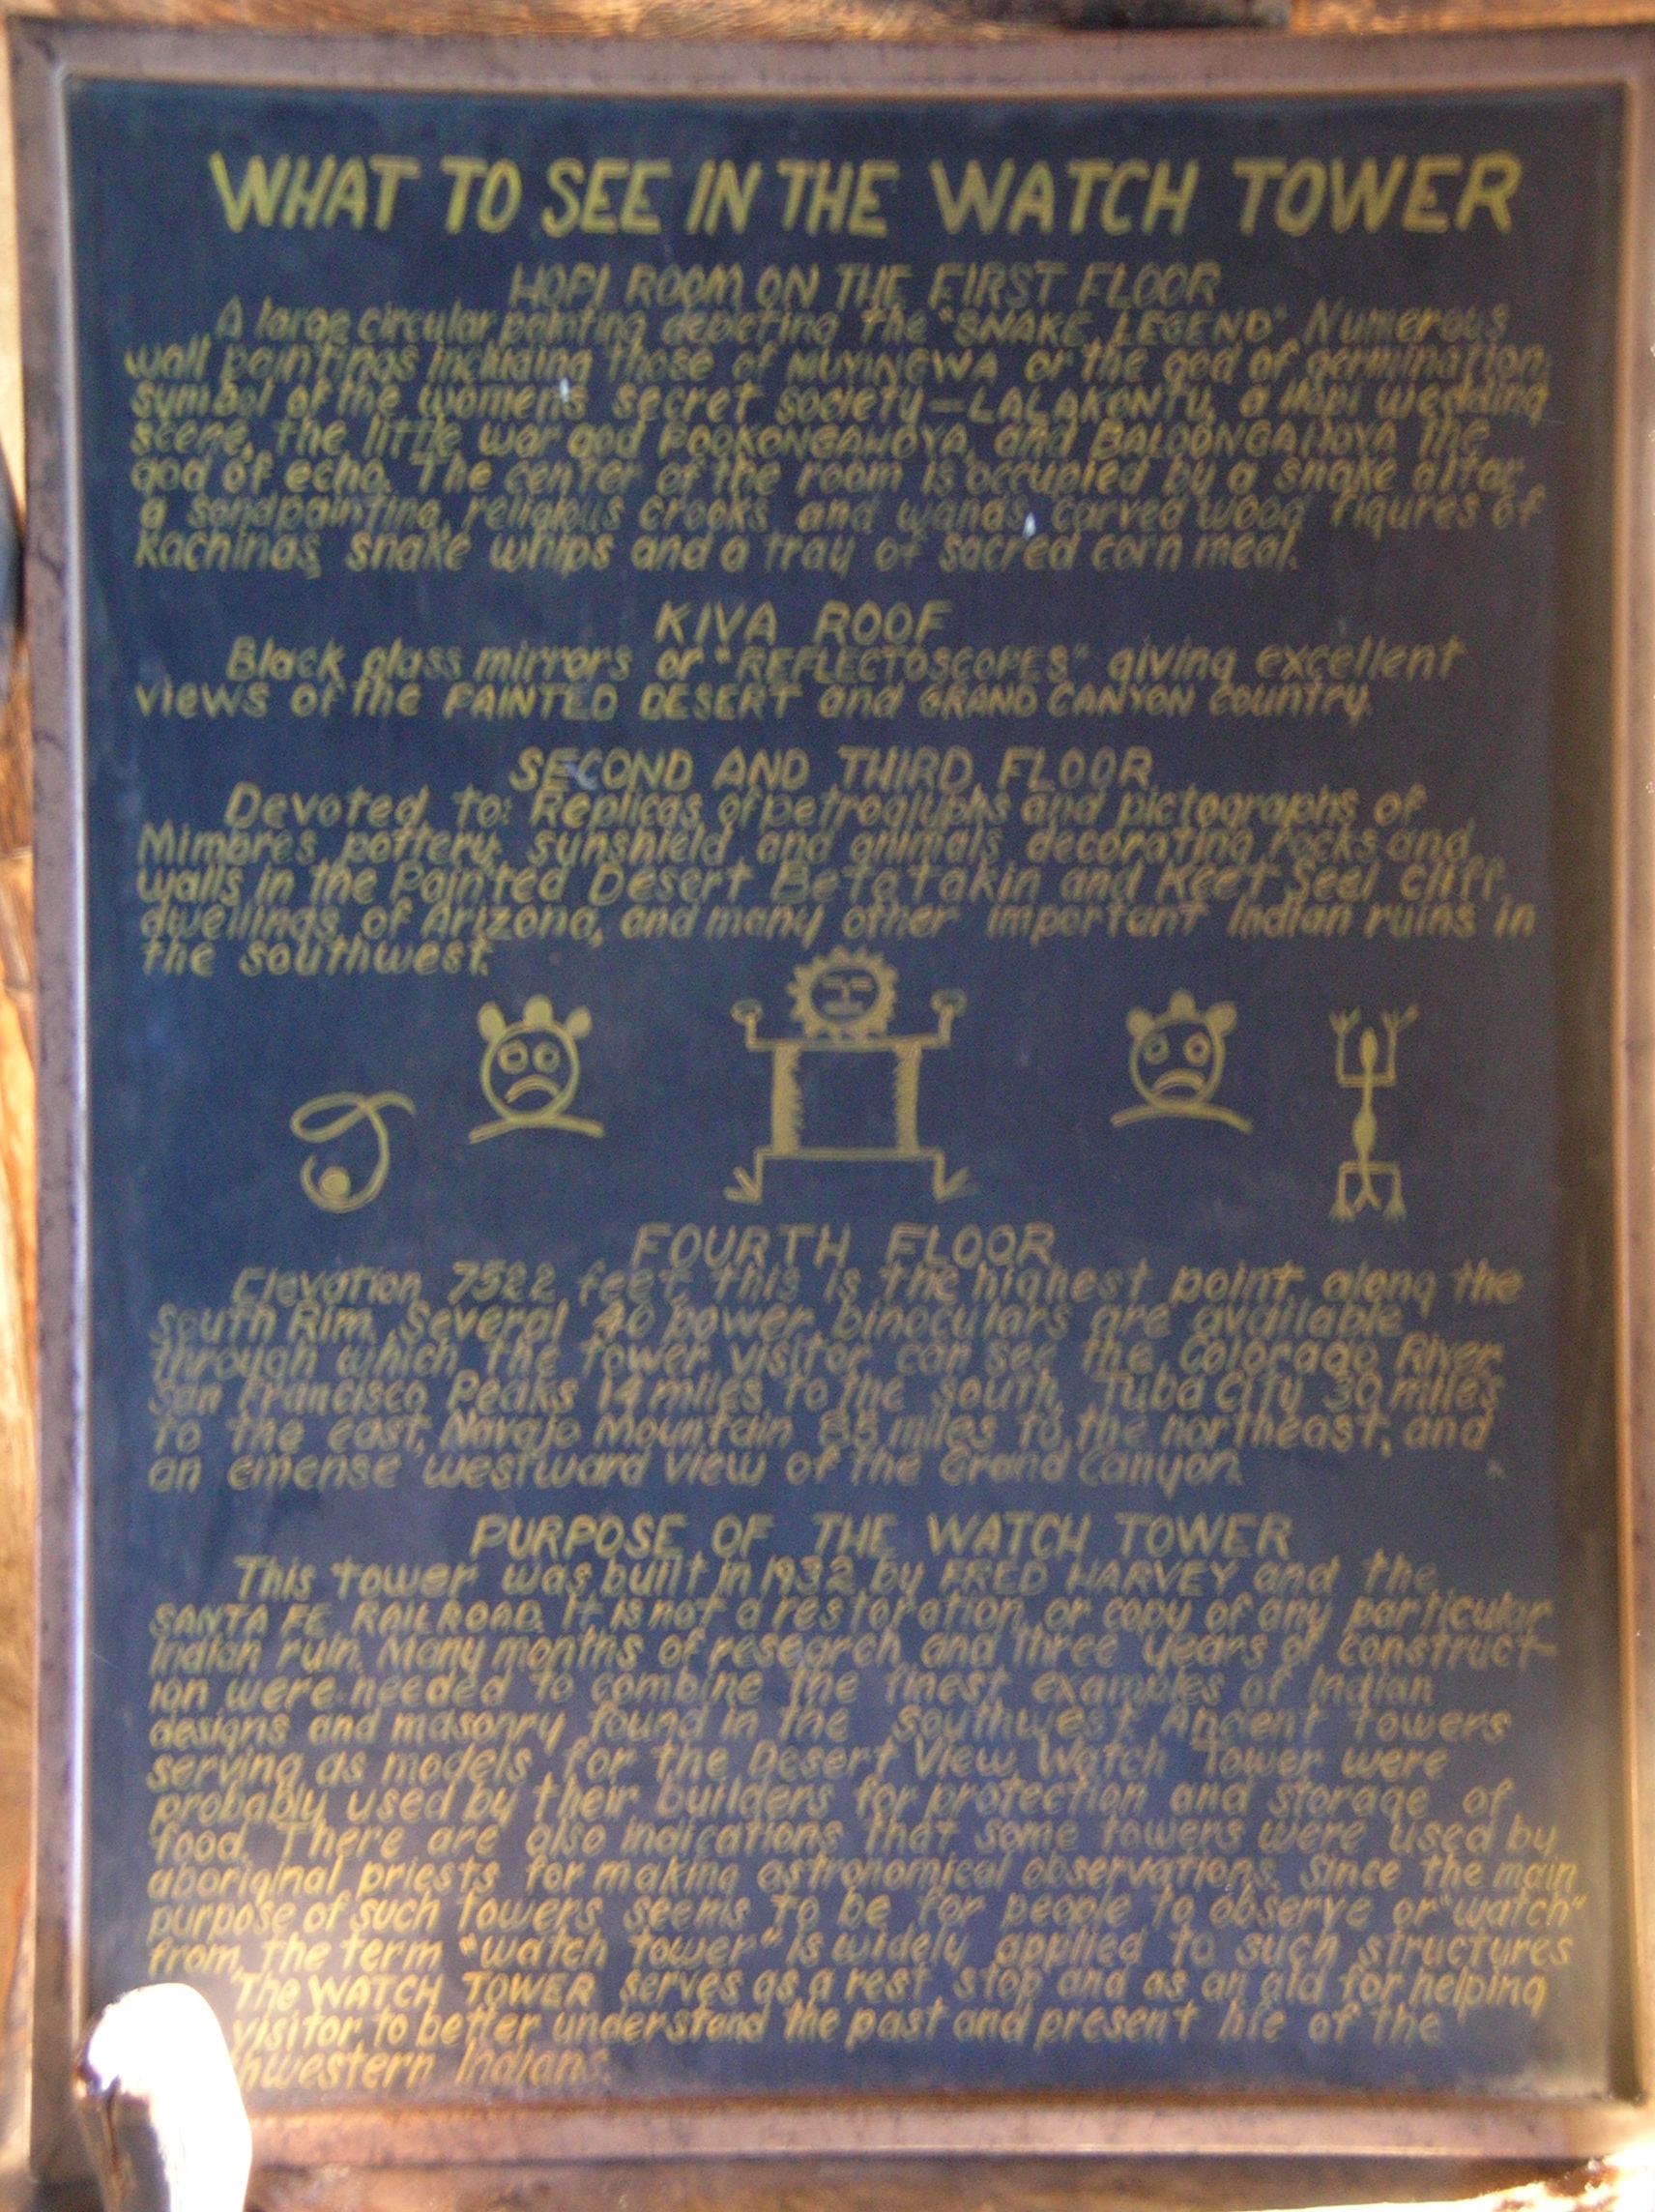 WHAT TO SEE IN THE WATCH TOWER
HOPI ROOM ON THE FIRST FLOOR
A large circular painting depicting the "SNAKE LEGEND" Numerous
wall paintings including those of MUYINGWA or the god of germination,
symbol of the women's secret society—LALAKONTU, a Hopi wedding
scene, the little war god POOKONGAHOYA, and BALOONGAHOYA the
god of echo. The center of the room is occupied by a snake altar,
a sandpainting, religious crooks and wands, carved wood figures of
Kachinas, snake whips and a tray of sacred corn meal.
KIVA ROOF
Black glass mirrors or "REFLECTOSCOPES" giving excellent
views of the PAINTED DESERT and GRAND CANYON country.
SECOND AND THIRD FLOOR
Devoted to: Replicas of petroglyphs and pictographs of
Mimbres pottery, sunshield, and animals decorating rocks and
walls in the Painted Desert Betatakin and Keet Seel cliff
dwellings of Arizona, and many other important Indian ruins in
the southwest.
FOURTH FLOOR
Elevation 7522 feet, this is the highest point along the
South Rim. Several 40 power binoculars are available
through which the tower visitor can see the Colorado River
San Francisco Peaks 14 miles to the south, Tuba City 30 miles
to the east, Navajo Mountain 85 miles to the northeast, and
an emense westward view of the Grand Canyon.
PURPOSE OF THE WATCH TOWER
This tower was built in 1932 by FRED HARVEY and the
SANTA FE RAILROAD. It is not a restoration or copy of any particular
Indian ruin. Many months of research and three years of construct-
ion were needed to combine the finest examples of Indian
designs and masonry found in the Southwest. Ancient towers
serving as models for the Desert View Watch Tower were
probably used by their builders for protection and storage of
food. There are also indications that some towers were used by
aboriginal priests for making astronomical observations. Since the main
purpose of such towers seems to be for people to observe or "watch"
from, the term "watch tower" is widely applied to such structures
The WATCH TOWER serves as a rest stop and as an aid for helping
visitor to better understand the past and present life of the
hwestern Indians.